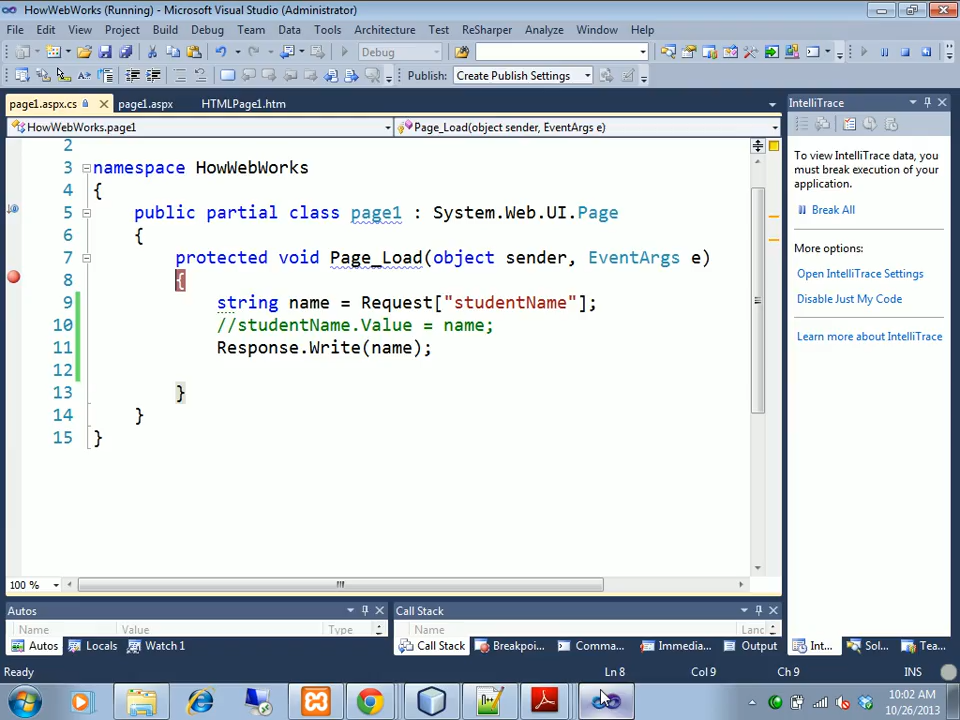 HowWebWorks (Running) - Microsoft Visual Studio (Administrator)
File Edit View Project Build Debug Team Data Tools Architecture Test ReSharper Analyze Window Help
Debug
Publish: Create Publish Settings
page1.aspx.cs page1.aspx HTMLPage1.htm
IntelliTrace
HowWebWorks.page1
Page_Load(object sender, EventArgs e)
2
3 namespace HowWebWorks
4 {
5 public partial class page1 : System.Web.UI.Page
6 {
7 protected void Page_Load(object sender, EventArgs e)
8 {
9 string name = Request["studentName"];
10 //studentName.Value = name;
11 Response.Write(name);
12
13 }
14 }
15 }
To view IntelliTrace data, you must break execution of your application.
Break All
More options:
Open IntelliTrace Settings
Disable Just My Code
Learn more about IntelliTrace
100 %
Autos
Name Value Type
Call Stack
Name Lang
Autos Locals Watch 1
Call Stack Breakpoi... Comma... Immedia... Output
Int... Sol... Tea...
Ready
Ln 8 Col 9 Ch 9 INS
10:02 AM
10/26/2013